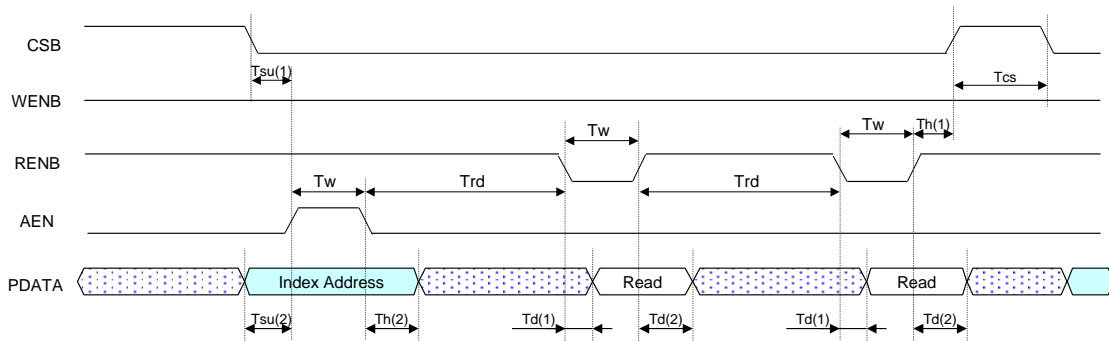 CSB
Tsu(1)
Tcs
WENB
Tw
Tw
Th(1)
RENB
Tw
Trd
Trd
AEN
PDATA
Index Address
Read
Read
Tsu(2)
Th(2)
Td(1)
Td(2)
Td(1)
Td(2)